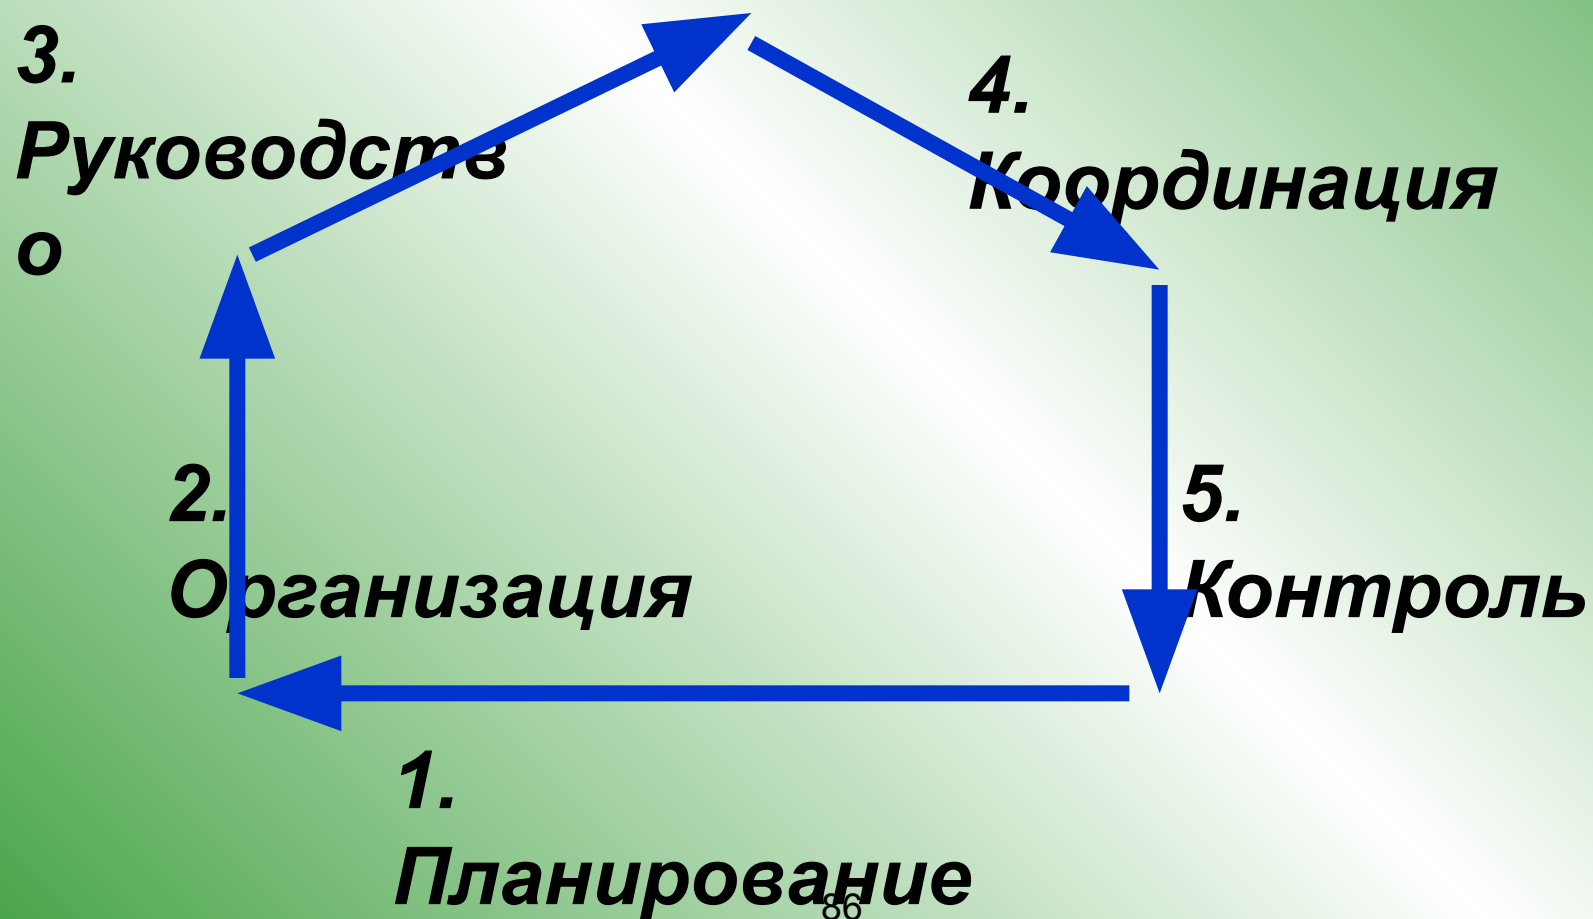 3.
Руководств
о
4.
Координация
2.
Организация
5.
Контроль
1.
Планирование
86